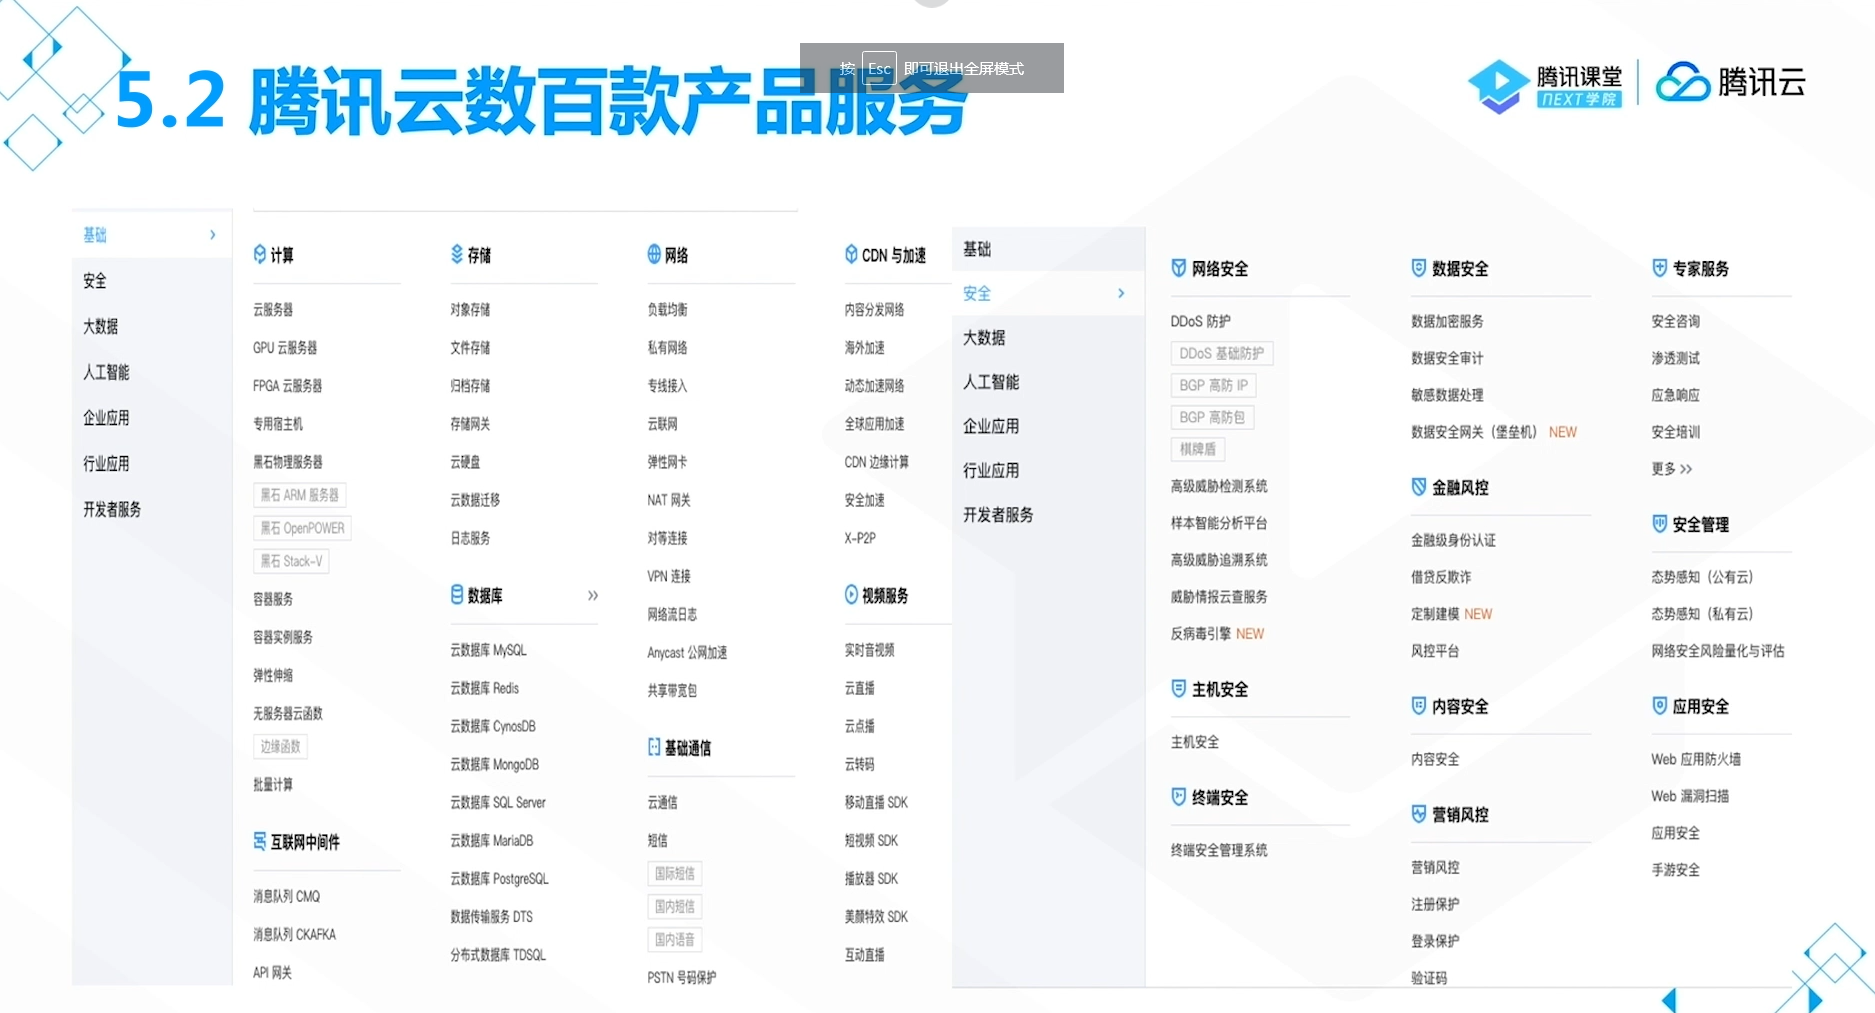 按 Esc 即可退出全屏模式
5.2 腾讯云数百款产品服务
腾讯课堂
NEXT学院
腾讯云
基础
安全
大数据
人工智能
企业应用
行业应用
开发者服务
计算
云服务器
GPU 云服务器
FPGA 云服务器
专用宿主机
黑石物理服务器
黑石 ARM 服务器
黑石 OpenPOWER
黑石 Stack-V
容器服务
容器实例服务
弹性伸缩
无服务器云函数
边缘函数
批量计算
互联网中间件
消息队列 CMQ
消息队列 CKAFKA
API 网关
存储
对象存储
文件存储
归档存储
存储网关
云硬盘
云数据迁移
日志服务
数据库
云数据库 MySQL
云数据库 Redis
云数据库 CynosDB
云数据库 MongoDB
云数据库 SQL Server
云数据库 MariaDB
云数据库 PostgreSQL
数据传输服务 DTS
分布式数据库 TDSQL
网络
负载均衡
私有网络
专线接入
云联网
弹性网卡
NAT 网关
对等连接
VPN 连接
网络流日志
Anycast 公网加速
共享带宽包
基础通信
云通信
短信
国际短信
国内短信
国内语音
PSTN 号码保护
CDN 与加速
内容分发网络
海外加速
动态加速网络
全球应用加速
CDN 边缘计算
安全加速
X-P2P
视频服务
实时音视频
云直播
云点播
云转码
移动直播 SDK
短视频 SDK
播放器 SDK
美颜特效 SDK
互动直播
基础
安全
大数据
人工智能
企业应用
行业应用
开发者服务
网络安全
DDoS 防护
DDoS 基础防护
BGP 高防 IP
BGP 高防包
棋牌盾
高级威胁检测系统
样本智能分析平台
高级威胁追溯系统
威胁情报云查服务
反病毒引擎 NEW
主机安全
主机安全
终端安全
终端安全管理系统
数据安全
数据加密服务
数据安全审计
敏感数据处理
数据安全网关（堡垒机） NEW
金融风控
金融级身份认证
借贷反欺诈
定制建模 NEW
风控平台
内容安全
内容安全
营销风控
营销风控
注册保护
登录保护
验证码
专家服务
安全咨询
渗透测试
应急响应
安全培训
更多 >>
安全管理
态势感知（公有云）
态势感知（私有云）
网络安全风险量化与评估
应用安全
Web 应用防火墙
Web 漏洞扫描
应用安全
手游安全